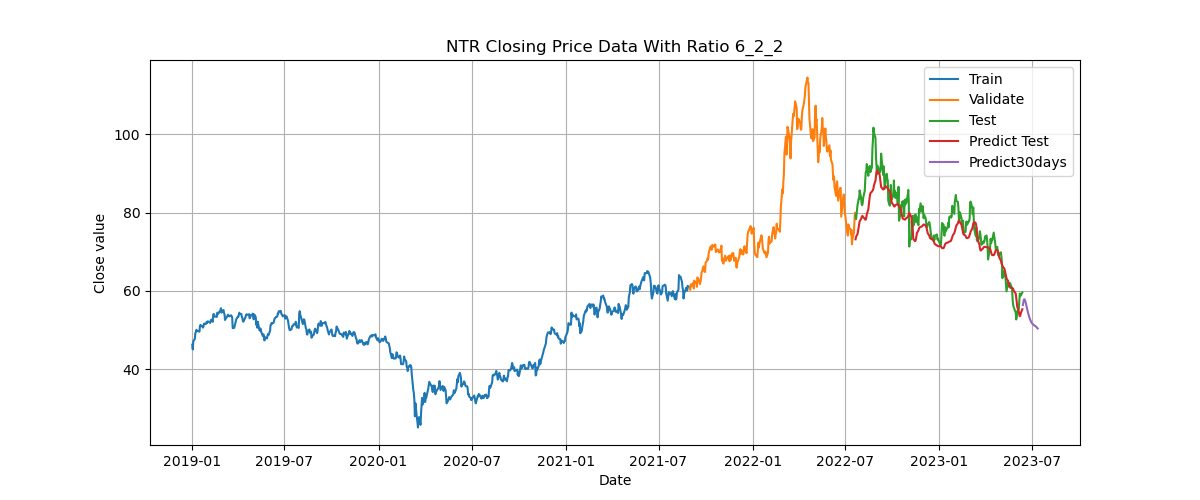 NTR Closing Price Data With Ratio 6_2_2
Train
Validate
Test
Predict Test
Predict30days
Close value
100
80
60
40
2019-01 2019-07 2020-01 2020-07 2021-01 2021-07 2022-01 2022-07 2023-01 2023-07
Date